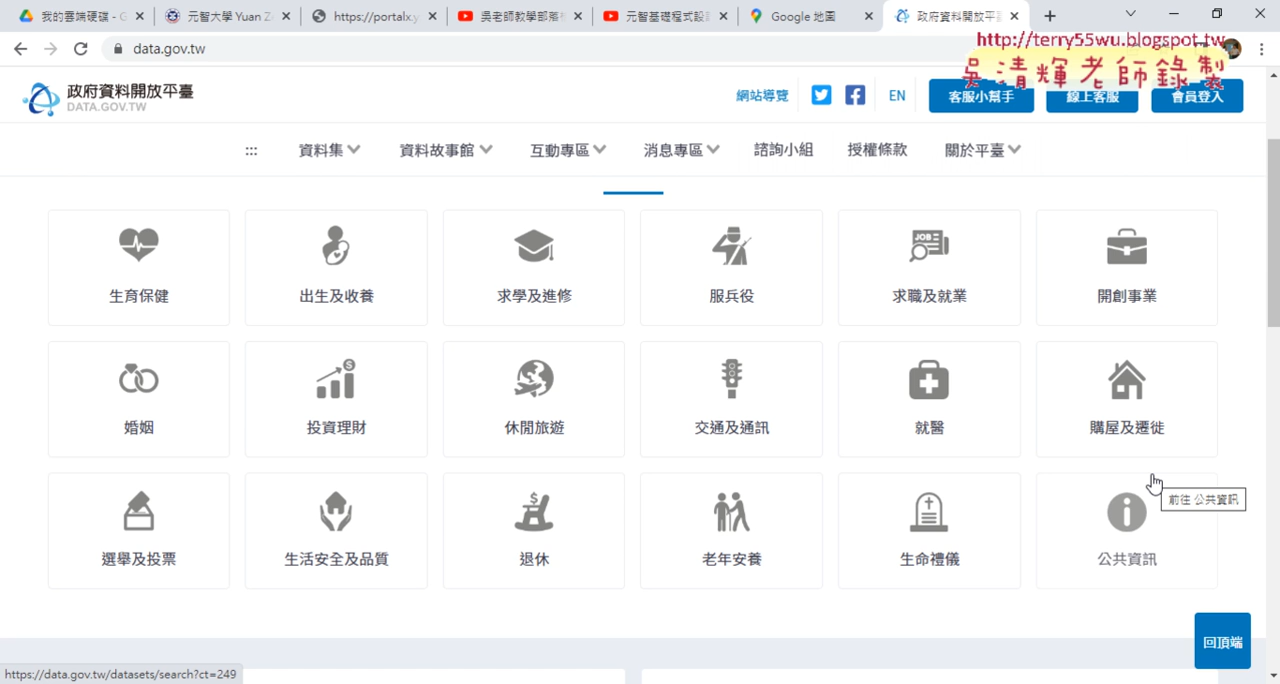 我的雲端硬碟 - G
元智大學 Yuan Z
https://portalx.y
吳老師教學部落
元智基礎程式設
Google 地圖
政府資料開放平
data.gov.tw
http://terry55wu.blogspot.tw
吳清輝老師錄製
政府資料開放平臺
DATA.GOV.TW
網站導覽
EN
客服小幫手
線上客服
會員登入
資料集
資料故事館
互動專區
消息專區
諮詢小組
授權條款
關於平臺
JOB
生育保健
出生及收養
求學及進修
服兵役
求職及就業
開創事業
婚姻
投資理財
休閒旅遊
交通及通訊
就醫
購屋及遷徙
前往 公共資訊
選舉及投票
生活安全及品質
退休
老年安養
生命禮儀
公共資訊
回頂端
https://data.gov.tw/datasets/search?ct=249